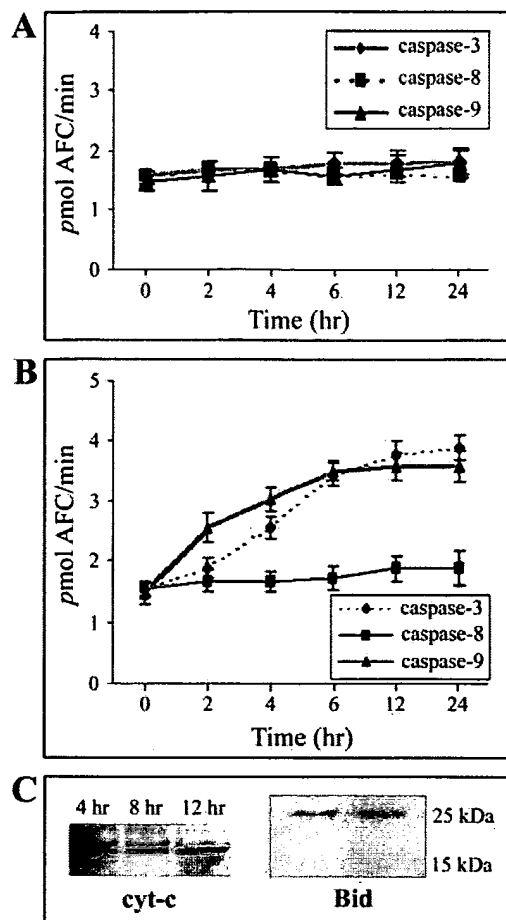 A
caspase-3
caspase-8
caspase-9
pmol AFC/min
4
3
2
1
0
0 2 4 6 12 24
Time (hr)
B
pmol AFC/min
5
4
3
2
1
0
caspase-3
caspase-8
caspase-9
0 2 4 6 12 24
Time (hr)
C
4 hr 8 hr 12 hr
25 kDa
15 kDa
cyt-c
Bid